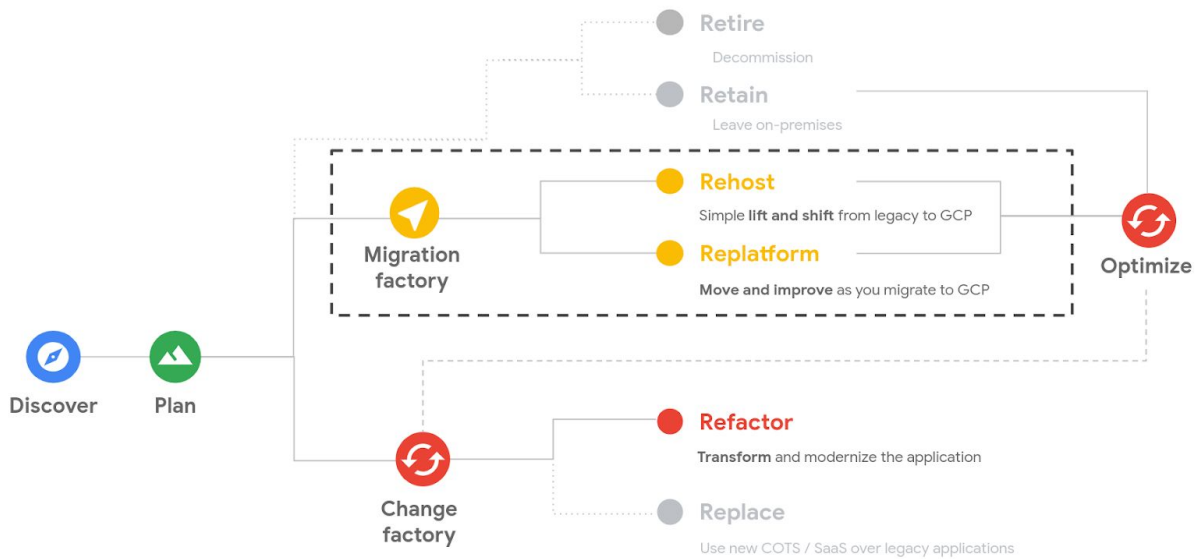 Retire
Decommission
Retain
Leave on-premises
Migration
factory
Rehost
Simple lift and shift from legacy to GCP
Replatform
Move and improve as you migrate to GCP
Optimize
Discover
Plan
Change
factory
Refactor
Transform and modernize the application
Replace
Use new COTS / SaaS over legacy applications